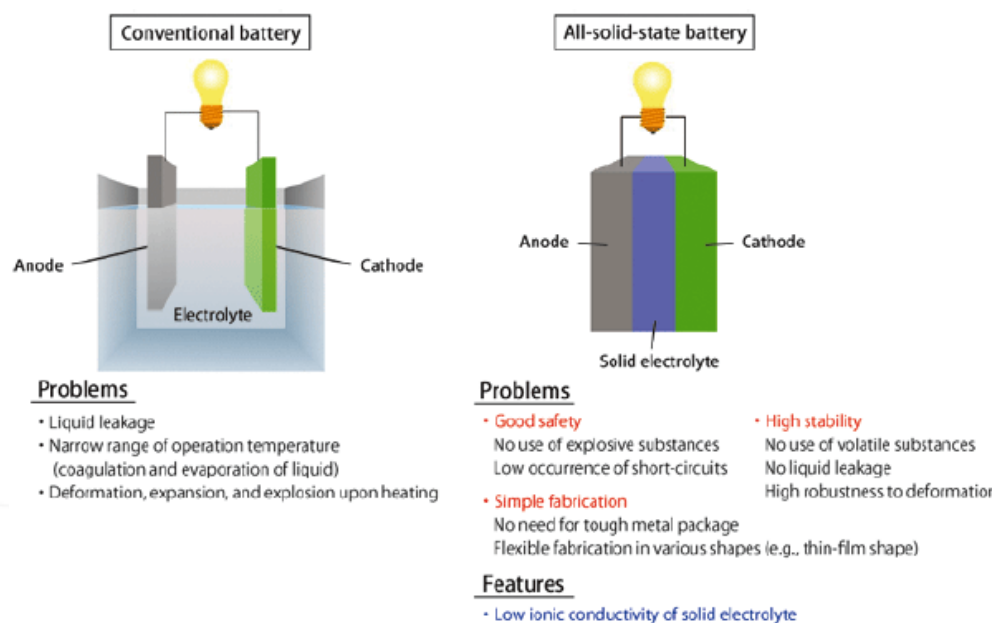 Conventional battery
Anode
Cathode
Electrolyte
Problems
・Liquid leakage
・Narrow range of operation temperature
(coagulation and evaporation of liquid)
・Deformation, expansion, and explosion upon heating
All-solid-state battery
Anode
Cathode
Solid electrolyte
Problems
・Good safety
No use of explosive substances
Low occurrence of short-circuits
・Simple fabrication
No need for tough metal package
Flexible fabrication in various shapes (e.g., thin-film shape)
・High stability
No use of volatile substances
No liquid leakage
High robustness to deformation
Features
・Low ionic conductivity of solid electrolyte